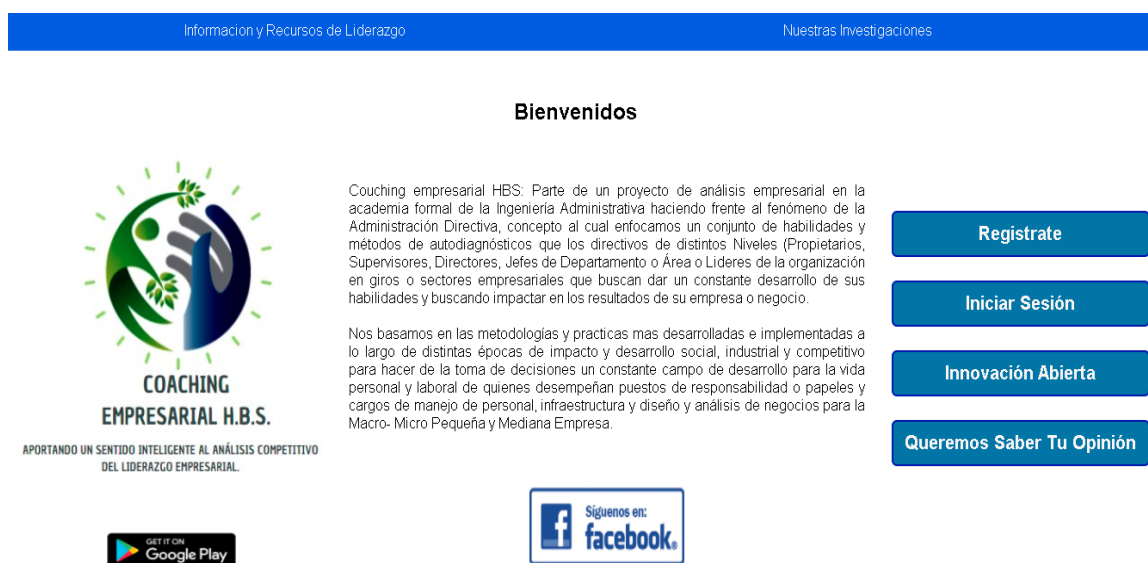 Informacion y Recursos de Liderazgo
Nuestras Investigaciones
Bienvenidos
COACHING
EMPRESARIAL H.B.S.
APORTANDO UN SENTIDO INTELIGENTE AL ANÁLISIS COMPETITIVO
DEL LIDERAZGO EMPRESARIAL.
GET IT ON
Google Play
Couching empresarial HBS: Parte de un proyecto de análisis empresarial en la
academia formal de la Ingeniería Administrativa haciendo frente al fenómeno de la
Administración Directiva, concepto al cual enfocamos un conjunto de habilidades y
métodos de autodiagnósticos que los directivos de distintos Niveles (Propietarios,
Supervisores, Directores, Jefes de Departamento o Área o Lideres de la organización
en giros o sectores empresariales que buscan dar un constante desarrollo de sus
habilidades y buscando impactar en los resultados de su empresa o negocio.
Nos basamos en las metodologías y practicas mas desarrolladas e implementadas a
lo largo de distintas épocas de impacto y desarrollo social, industrial y competitivo
para hacer de la toma de decisiones un constante campo de desarrollo para la vida
personal y laboral de quienes desempeñan puestos de responsabilidad o papeles y
cargos de manejo de personal, infraestructura y diseño y análisis de negocios para la
Macro- Micro Pequeña y Mediana Empresa.
Síguenos en:
facebook®
Registrate
Iniciar Sesión
Innovación Abierta
Queremos Saber Tu Opinión